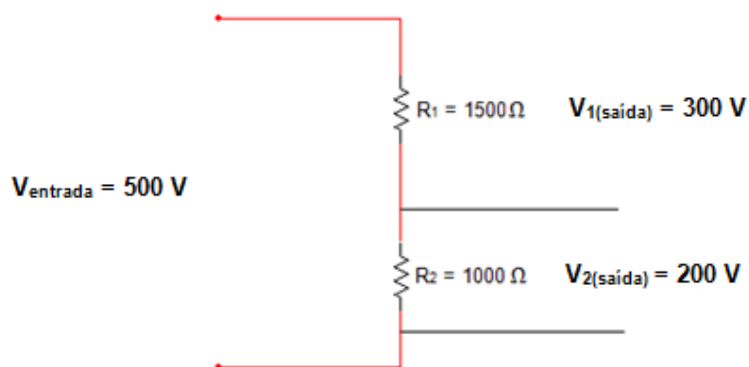 R1 = 1500 Ω
V1(saída) = 300 V
Ventrada = 500 V
R2 = 1000 Ω
V2(saída) = 200 V